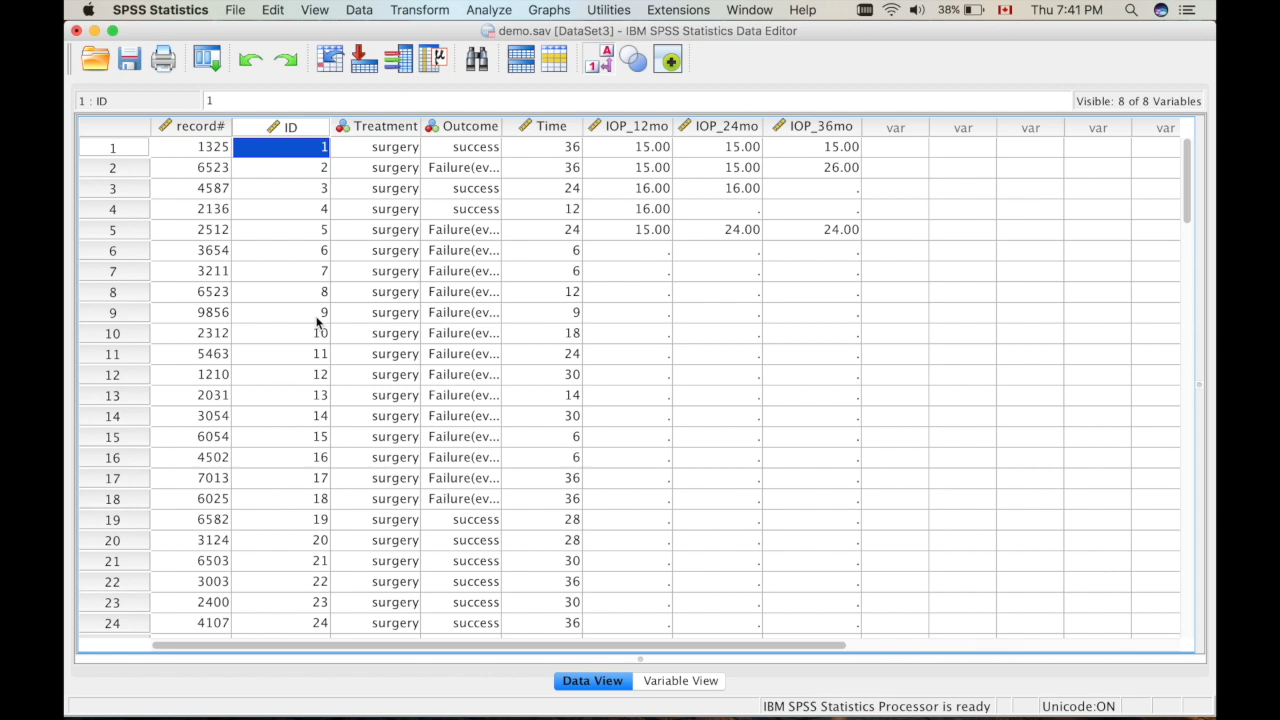 SPSS Statistics File Edit View Data Transform Analyze Graphs Utilities Extensions Window Help 38% Thu 7:41 PM
demo.sav [DataSet3] - IBM SPSS Statistics Data Editor
1 : ID 1 Visible: 8 of 8 Variables
record# ID Treatment Outcome Time IOP_12mo IOP_24mo IOP_36mo var var var var var
1 1325 1 surgery success 36 15.00 15.00 15.00
2 6523 2 surgery Failure(ev... 36 15.00 15.00 26.00
3 4587 3 surgery success 24 16.00 16.00 .
4 2136 4 surgery success 12 16.00 . .
5 2512 5 surgery Failure(ev... 24 15.00 24.00 24.00
6 3654 6 surgery Failure(ev... 6 . . .
7 3211 7 surgery Failure(ev... 6 . . .
8 6523 8 surgery Failure(ev... 12 . . .
9 9856 9 surgery Failure(ev... 9 . . .
10 2312 10 surgery Failure(ev... 18 . . .
11 5463 11 surgery Failure(ev... 24 . . .
12 1210 12 surgery Failure(ev... 30 . . .
13 2031 13 surgery Failure(ev... 14 . . .
14 3054 14 surgery Failure(ev... 30 . . .
15 6054 15 surgery Failure(ev... 6 . . .
16 4502 16 surgery Failure(ev... 6 . . .
17 7013 17 surgery Failure(ev... 36 . . .
18 6025 18 surgery Failure(ev... 36 . . .
19 6582 19 surgery success 28 . . .
20 3124 20 surgery success 28 . . .
21 6503 21 surgery success 30 . . .
22 3003 22 surgery success 36 . . .
23 2400 23 surgery success 30 . . .
24 4107 24 surgery success 36 . . .
Data View Variable View
IBM SPSS Statistics Processor is ready Unicode:ON